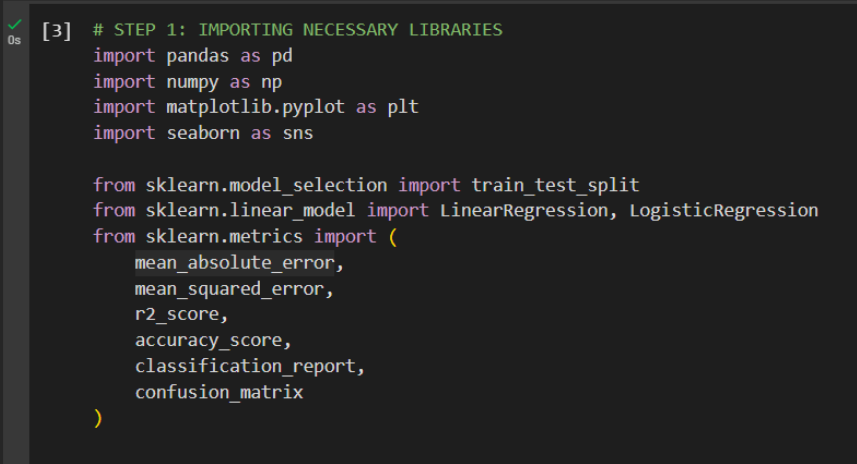 [3] # STEP 1: IMPORTING NECESSARY LIBRARIES
0s
import pandas as pd
import numpy as np
import matplotlib.pyplot as plt
import seaborn as sns
from sklearn.model_selection import train_test_split
from sklearn.linear_model import LinearRegression, LogisticRegression
from sklearn.metrics import (
    mean_absolute_error,
    mean_squared_error,
    r2_score,
    accuracy_score,
    classification_report,
    confusion_matrix
)